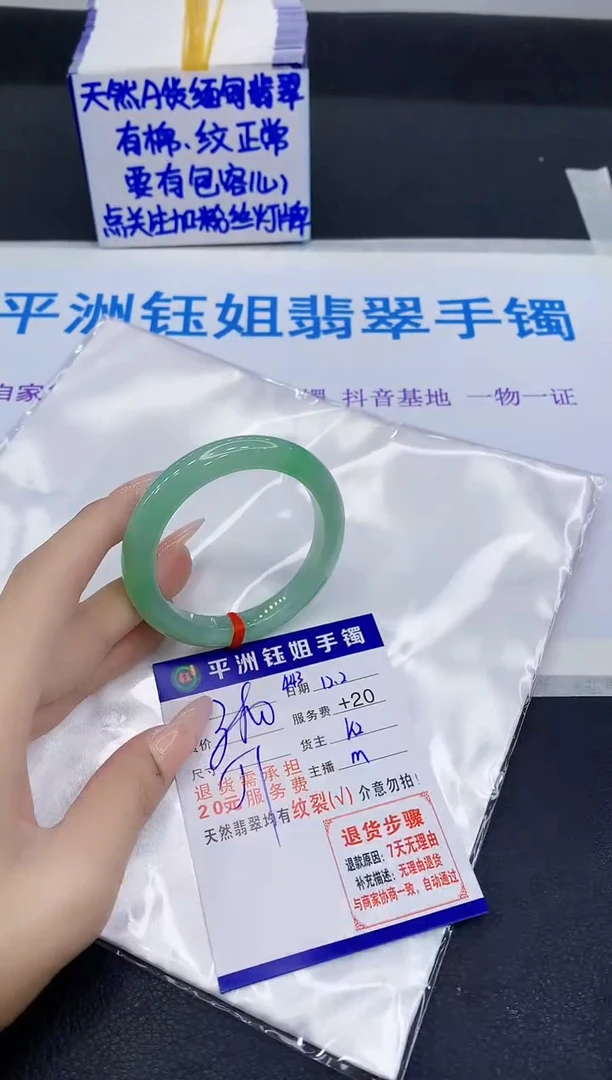 天然A货缅甸翡翠
有棉、纹正常
要有包容心
点关注加粉丝灯牌
平洲钰姐翡翠手镯
自家
抖音基地 一物一证
平洲钰姐手镯
日期 12.2
价 服务费 +20
尺寸 货主 K2
退货需承担 主播 m
20元服务费
天然翡翠均有纹裂(√) 介意勿拍!
退货步骤
退款原因: 7天无理由
补充描述: 无理由退货
与商家协商一致, 自动通过